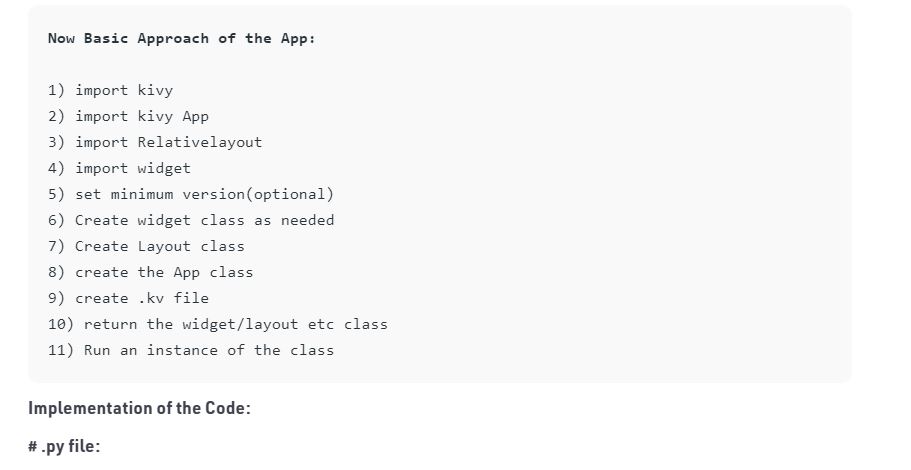 Now Basic Approach of the App:
1) import kivy
2) import kivy App
3) import Relativelayout
4) import widget
5) set minimum version(optional)
6) Create widget class as needed
7) Create Layout class
8) create the App class
9) create .kv file
10) return the widget/layout etc class
11) Run an instance of the class
Implementation of the Code:
# .py file: